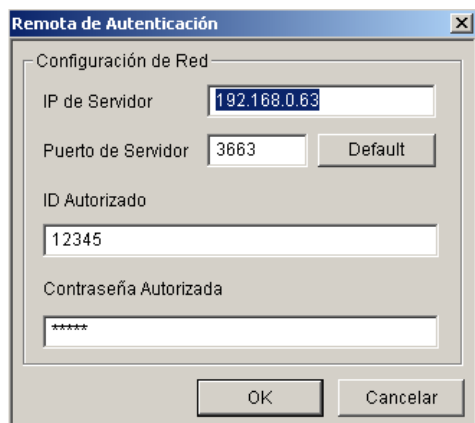 Remota de Autenticación
Configuración de Red
IP de Servidor 192.168.0.63
Puerto de Servidor 3663 Default
ID Autorizado
12345
Contraseña Autorizada
*****
OK Cancelar